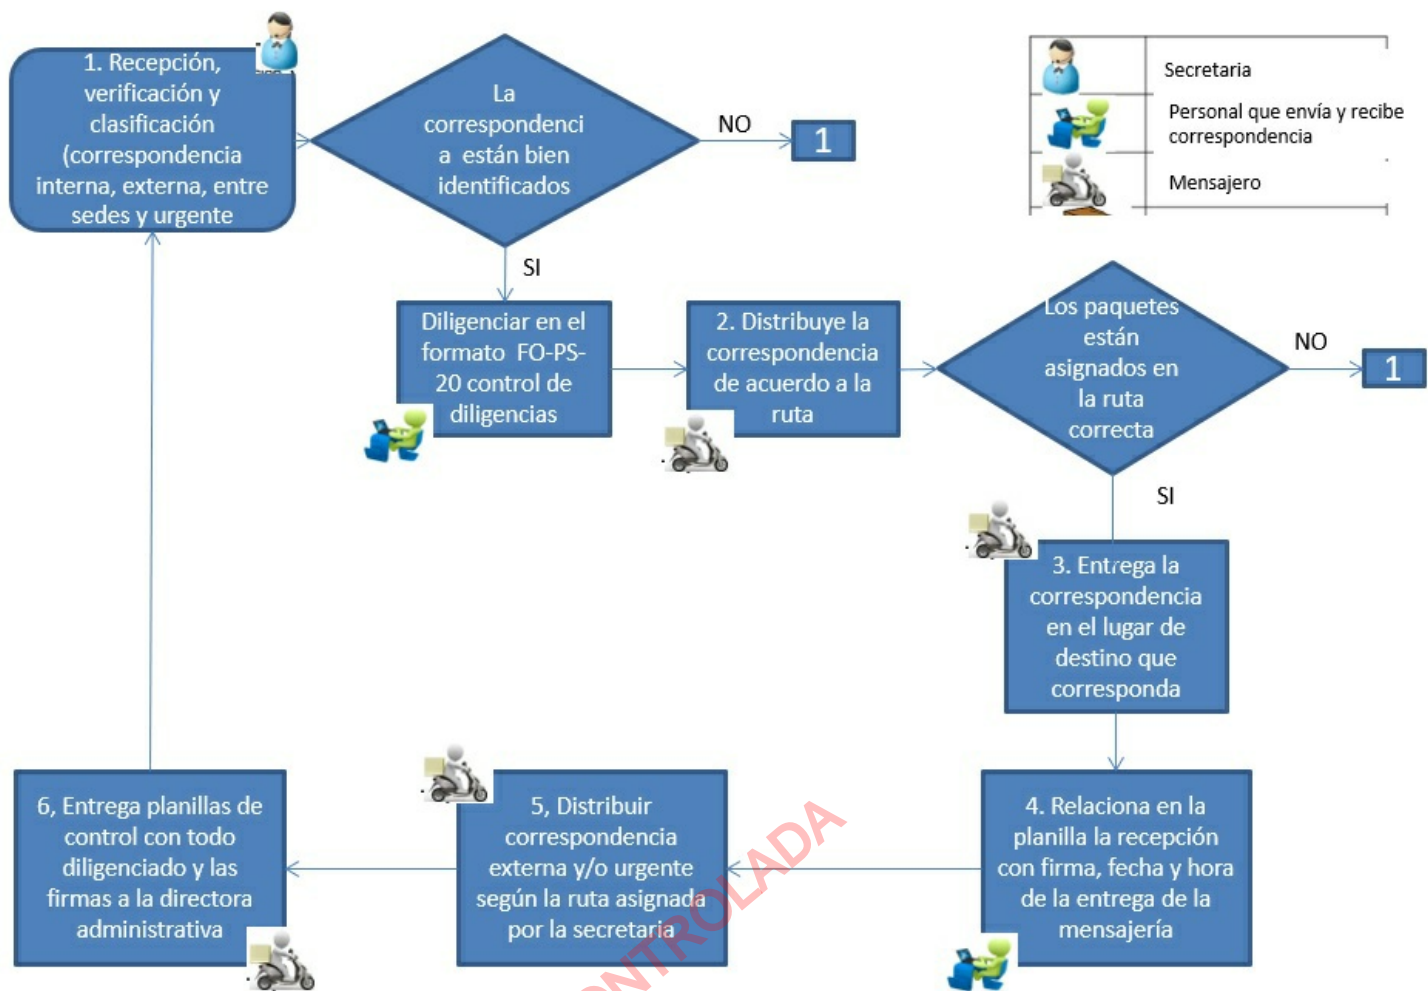 1. Recepción,
verificación y
clasificación
(correspondencia
interna, externa, entre
sedes y urgente
La
correspondenci
a están bien
identificados
NO
1
SI
Secretaria
Personal que envía y recibe
correspondencia
Mensajero
Diligenciar en el
formato FO-PS-
20 control de
diligencias
2. Distribuye la
correspondencia
de acuerdo a la
ruta
Los paquetes
están
asignados en
la ruta
correcta
NO
1
SI
3. Entrega la
correspondencia
en el lugar de
destino que
corresponda
4. Relaciona en la
planilla la recepción
con firma, fecha y hora
de la entrega de la
mensajería
5, Distribuir
correspondencia
externa y/o urgente
según la ruta asignada
por la secretaria
6, Entrega planillas de
control con todo
diligenciado y las
firmas a la directora
administrativa
ONTROLADA